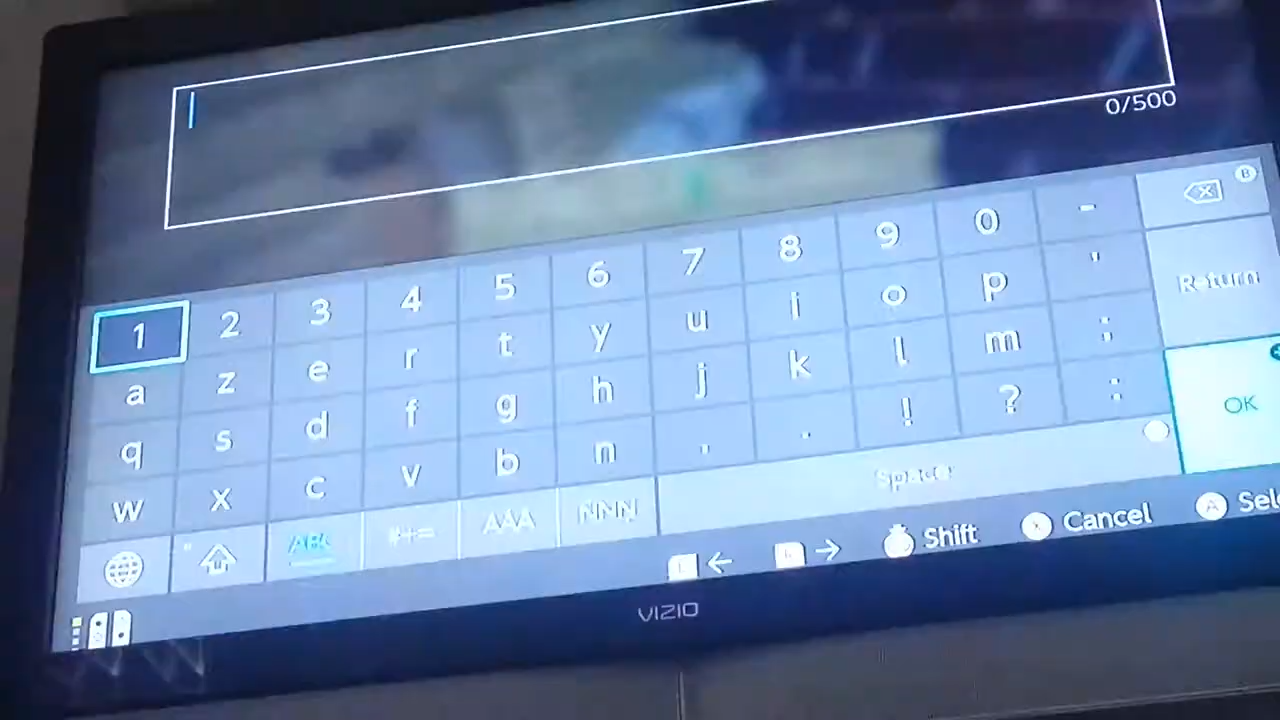 0/500
1 2 3 4 5 6 7 8 9 0 -
a z e r t y u i o p '
Return
q s d f g h j k l m ;
OK
w x c v b n , . ! ? :
ABC #+=
Space
← → Shift Cancel
VIZIO